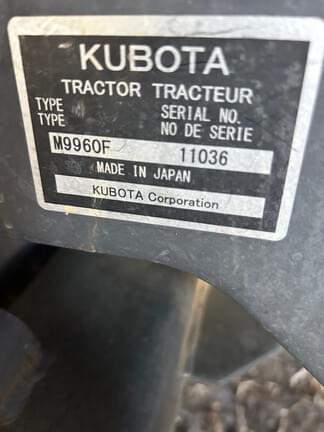 KUBOTA
TRACTOR TRACTEUR
TYPE SERIAL NO.
TYPE NO DE SERIE
M9960F 11036
MADE IN JAPAN
KUBOTA Corporation